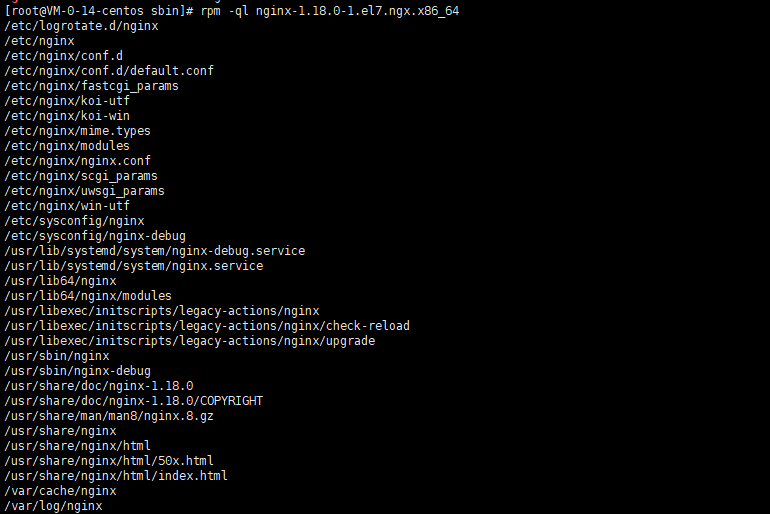 [root@VM-0-14-centos sbin]# rpm -ql nginx-1.18.0-1.el7.ngx.x86_64
/etc/logrotate.d/nginx
/etc/nginx
/etc/nginx/conf.d
/etc/nginx/conf.d/default.conf
/etc/nginx/fastcgi_params
/etc/nginx/koi-utf
/etc/nginx/koi-win
/etc/nginx/mime.types
/etc/nginx/modules
/etc/nginx/nginx.conf
/etc/nginx/scgi_params
/etc/nginx/uwsgi_params
/etc/nginx/win-utf
/etc/sysconfig/nginx
/etc/sysconfig/nginx-debug
/usr/lib/systemd/system/nginx-debug.service
/usr/lib/systemd/system/nginx.service
/usr/lib64/nginx
/usr/lib64/nginx/modules
/usr/libexec/initscripts/legacy-actions/nginx
/usr/libexec/initscripts/legacy-actions/nginx/check-reload
/usr/libexec/initscripts/legacy-actions/nginx/upgrade
/usr/sbin/nginx
/usr/sbin/nginx-debug
/usr/share/doc/nginx-1.18.0
/usr/share/doc/nginx-1.18.0/COPYRIGHT
/usr/share/man/man8/nginx.8.gz
/usr/share/nginx
/usr/share/nginx/html
/usr/share/nginx/html/50x.html
/usr/share/nginx/html/index.html
/var/cache/nginx
/var/log/nginx